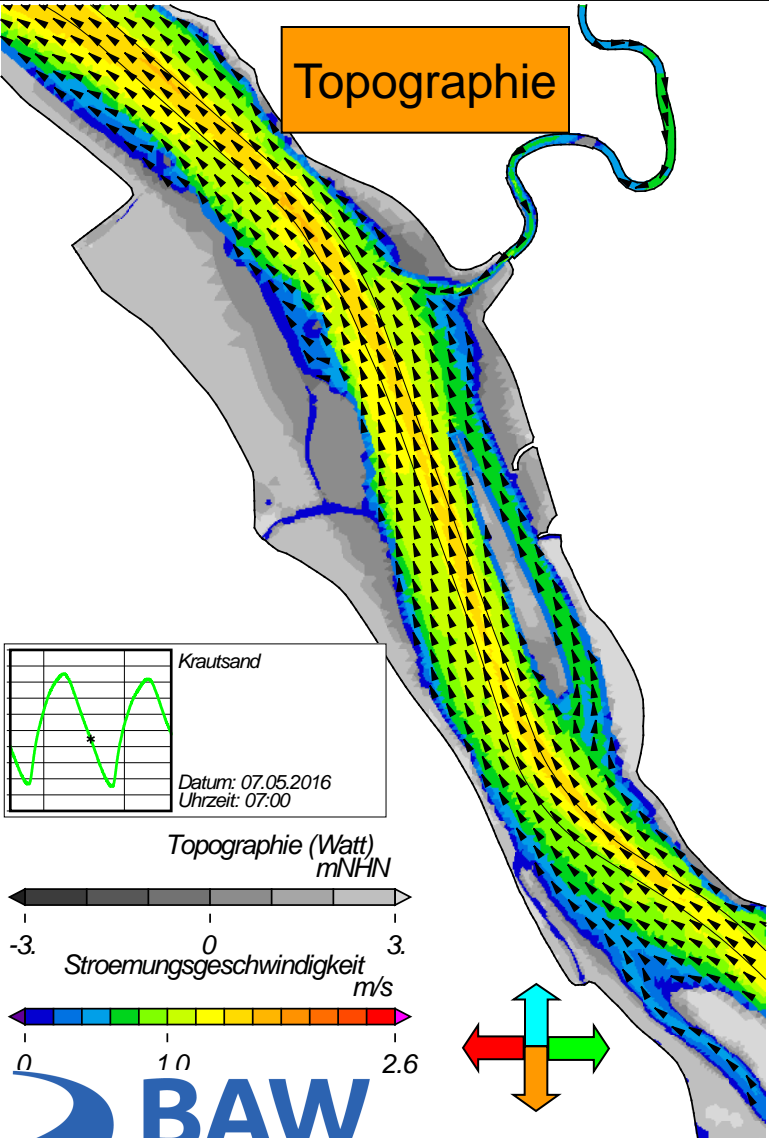 Topographie
Krautsand
Datum: 07.05.2016
Uhrzeit: 07:00
Topographie (Watt)
mNHN
-3. 0 3.
Stroemungsgeschwindigkeit
m/s
0 1.0 2.6
BAW